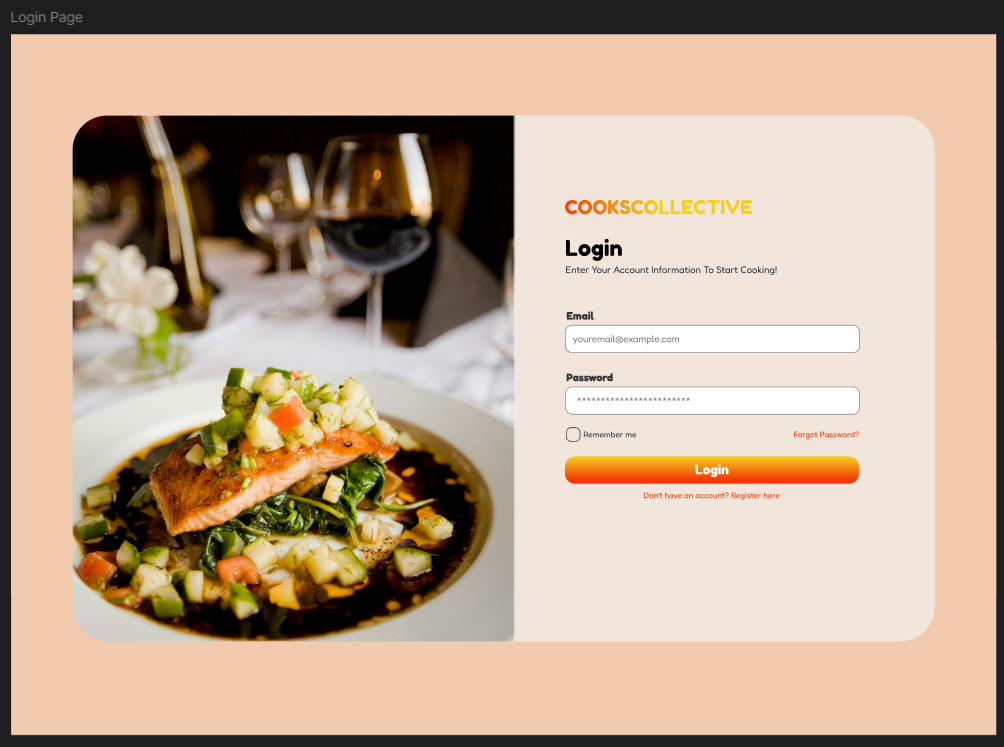 Login Page
COOKSCOLLECTIVE
Login
Enter Your Account Information To Start Cooking!
Email
youremail@example.com
Password
************************
Remember me
Forgot Password?
Login
Don't have an account? Register here